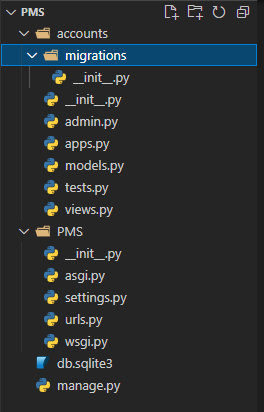 PMS
accounts
migrations
__init__.py
__init__.py
admin.py
apps.py
models.py
tests.py
views.py
PMS
__init__.py
asgi.py
settings.py
urls.py
wsgi.py
db.sqlite3
manage.py